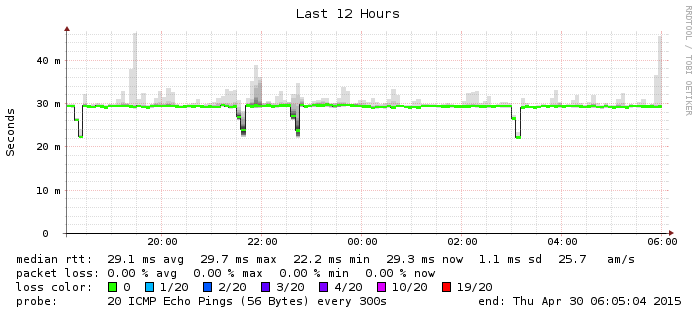 Last 12 Hours
RRDTOOL / TOBI OETIKER
Seconds
40 m
30 m
20 m
10 m
0
20:00 22:00 00:00 02:00 04:00 06:00
median rtt: 29.1 ms avg 29.7 ms max 22.2 ms min 29.3 ms now 1.1 ms sd 25.7 am/s
packet loss: 0.00 % avg 0.00 % max 0.00 % min 0.00 % now
loss color: 0 1/20 2/20 3/20 4/20 10/20 19/20
probe: 20 ICMP Echo Pings (56 Bytes) every 300s end: Thu Apr 30 06:05:04 2015